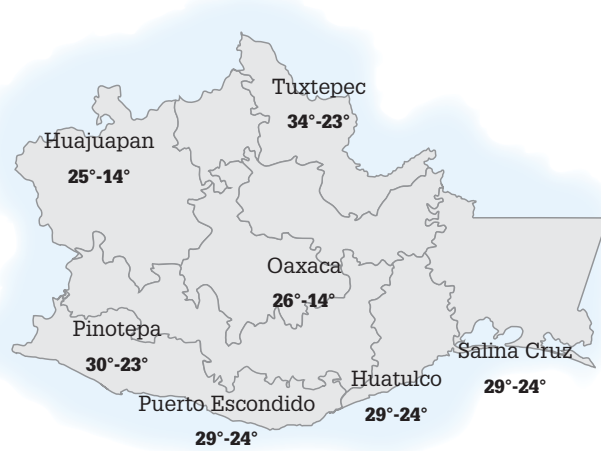 Tuxtepec
34°-23°
Huajuapan
25°-14°
Oaxaca
26°-14°
Pinotepa
30°-23°
Salina Cruz
29°-24°
Huatulco
29°-24°
Puerto Escondido
29°-24°